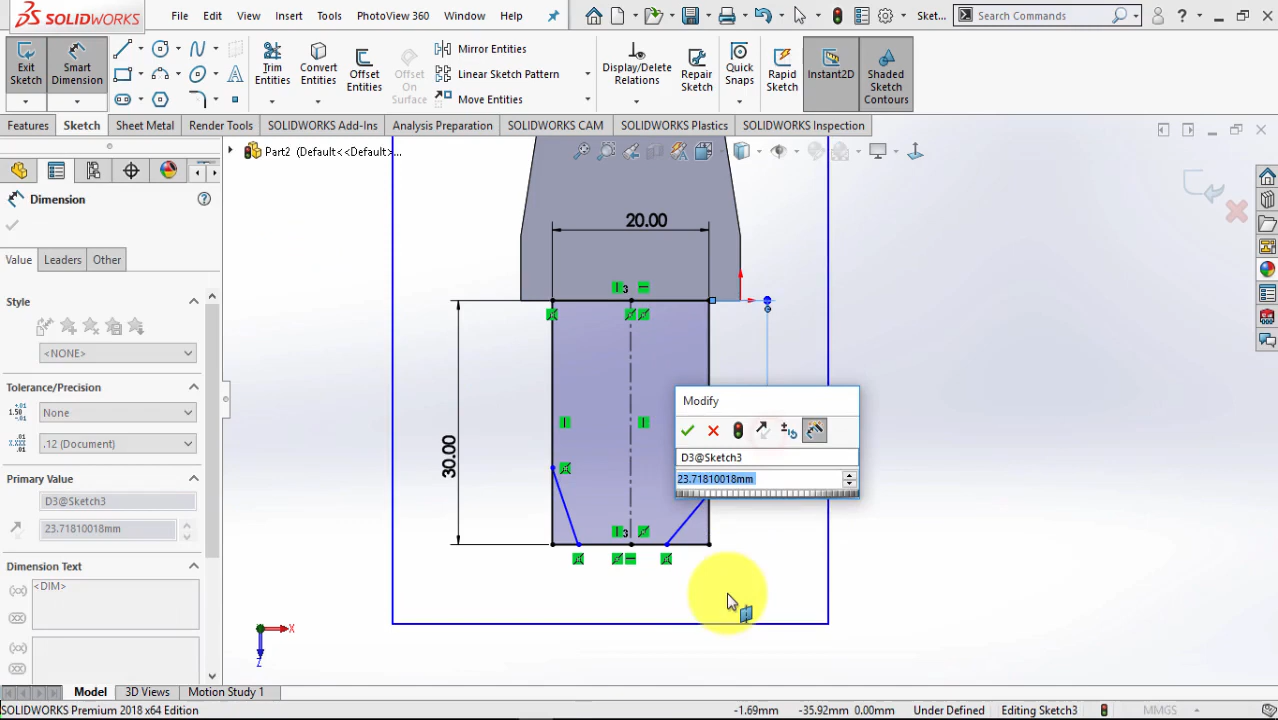 SOLIDWORKS File Edit View Insert Tools PhotoView 360 Window Help Sket... Search Commands ?
Exit Sketch
Smart Dimension
Trim Entities
Convert Entities
Offset Entities
Offset On Surface
Mirror Entities
Linear Sketch Pattern
Move Entities
Display/Delete Relations
Repair Sketch
Quick Snaps
Rapid Sketch
Instant2D
Shaded Sketch Contours
Features Sketch Sheet Metal Render Tools SOLIDWORKS Add-Ins Analysis Preparation SOLIDWORKS CAM SOLIDWORKS Plastics SOLIDWORKS Inspection
Part2 (Default<<Default>...
Dimension
Value Leaders Other
Style
<NONE>
Tolerance/Precision
None
.12 (Document)
Primary Value
D3@Sketch3
23.71810018mm
Dimension Text
<DIM>
20.00
30.00
Modify
D3@Sketch3
23.71810018mm
X
Z
Model 3D Views Motion Study 1
SOLIDWORKS Premium 2018 x64 Edition -1.69mm -35.92mm 0.00mm Under Defined Editing Sketch3 MMGS